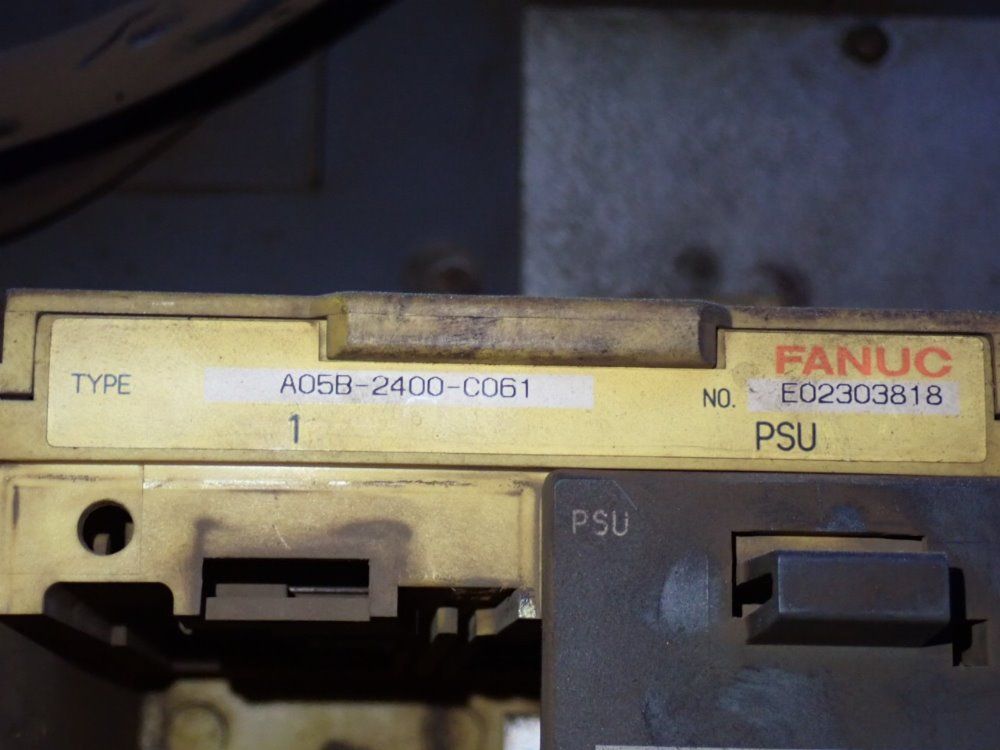 FANUC
TYPE A05B-2400-C061 NO. E02303818
1 PSU
PSU